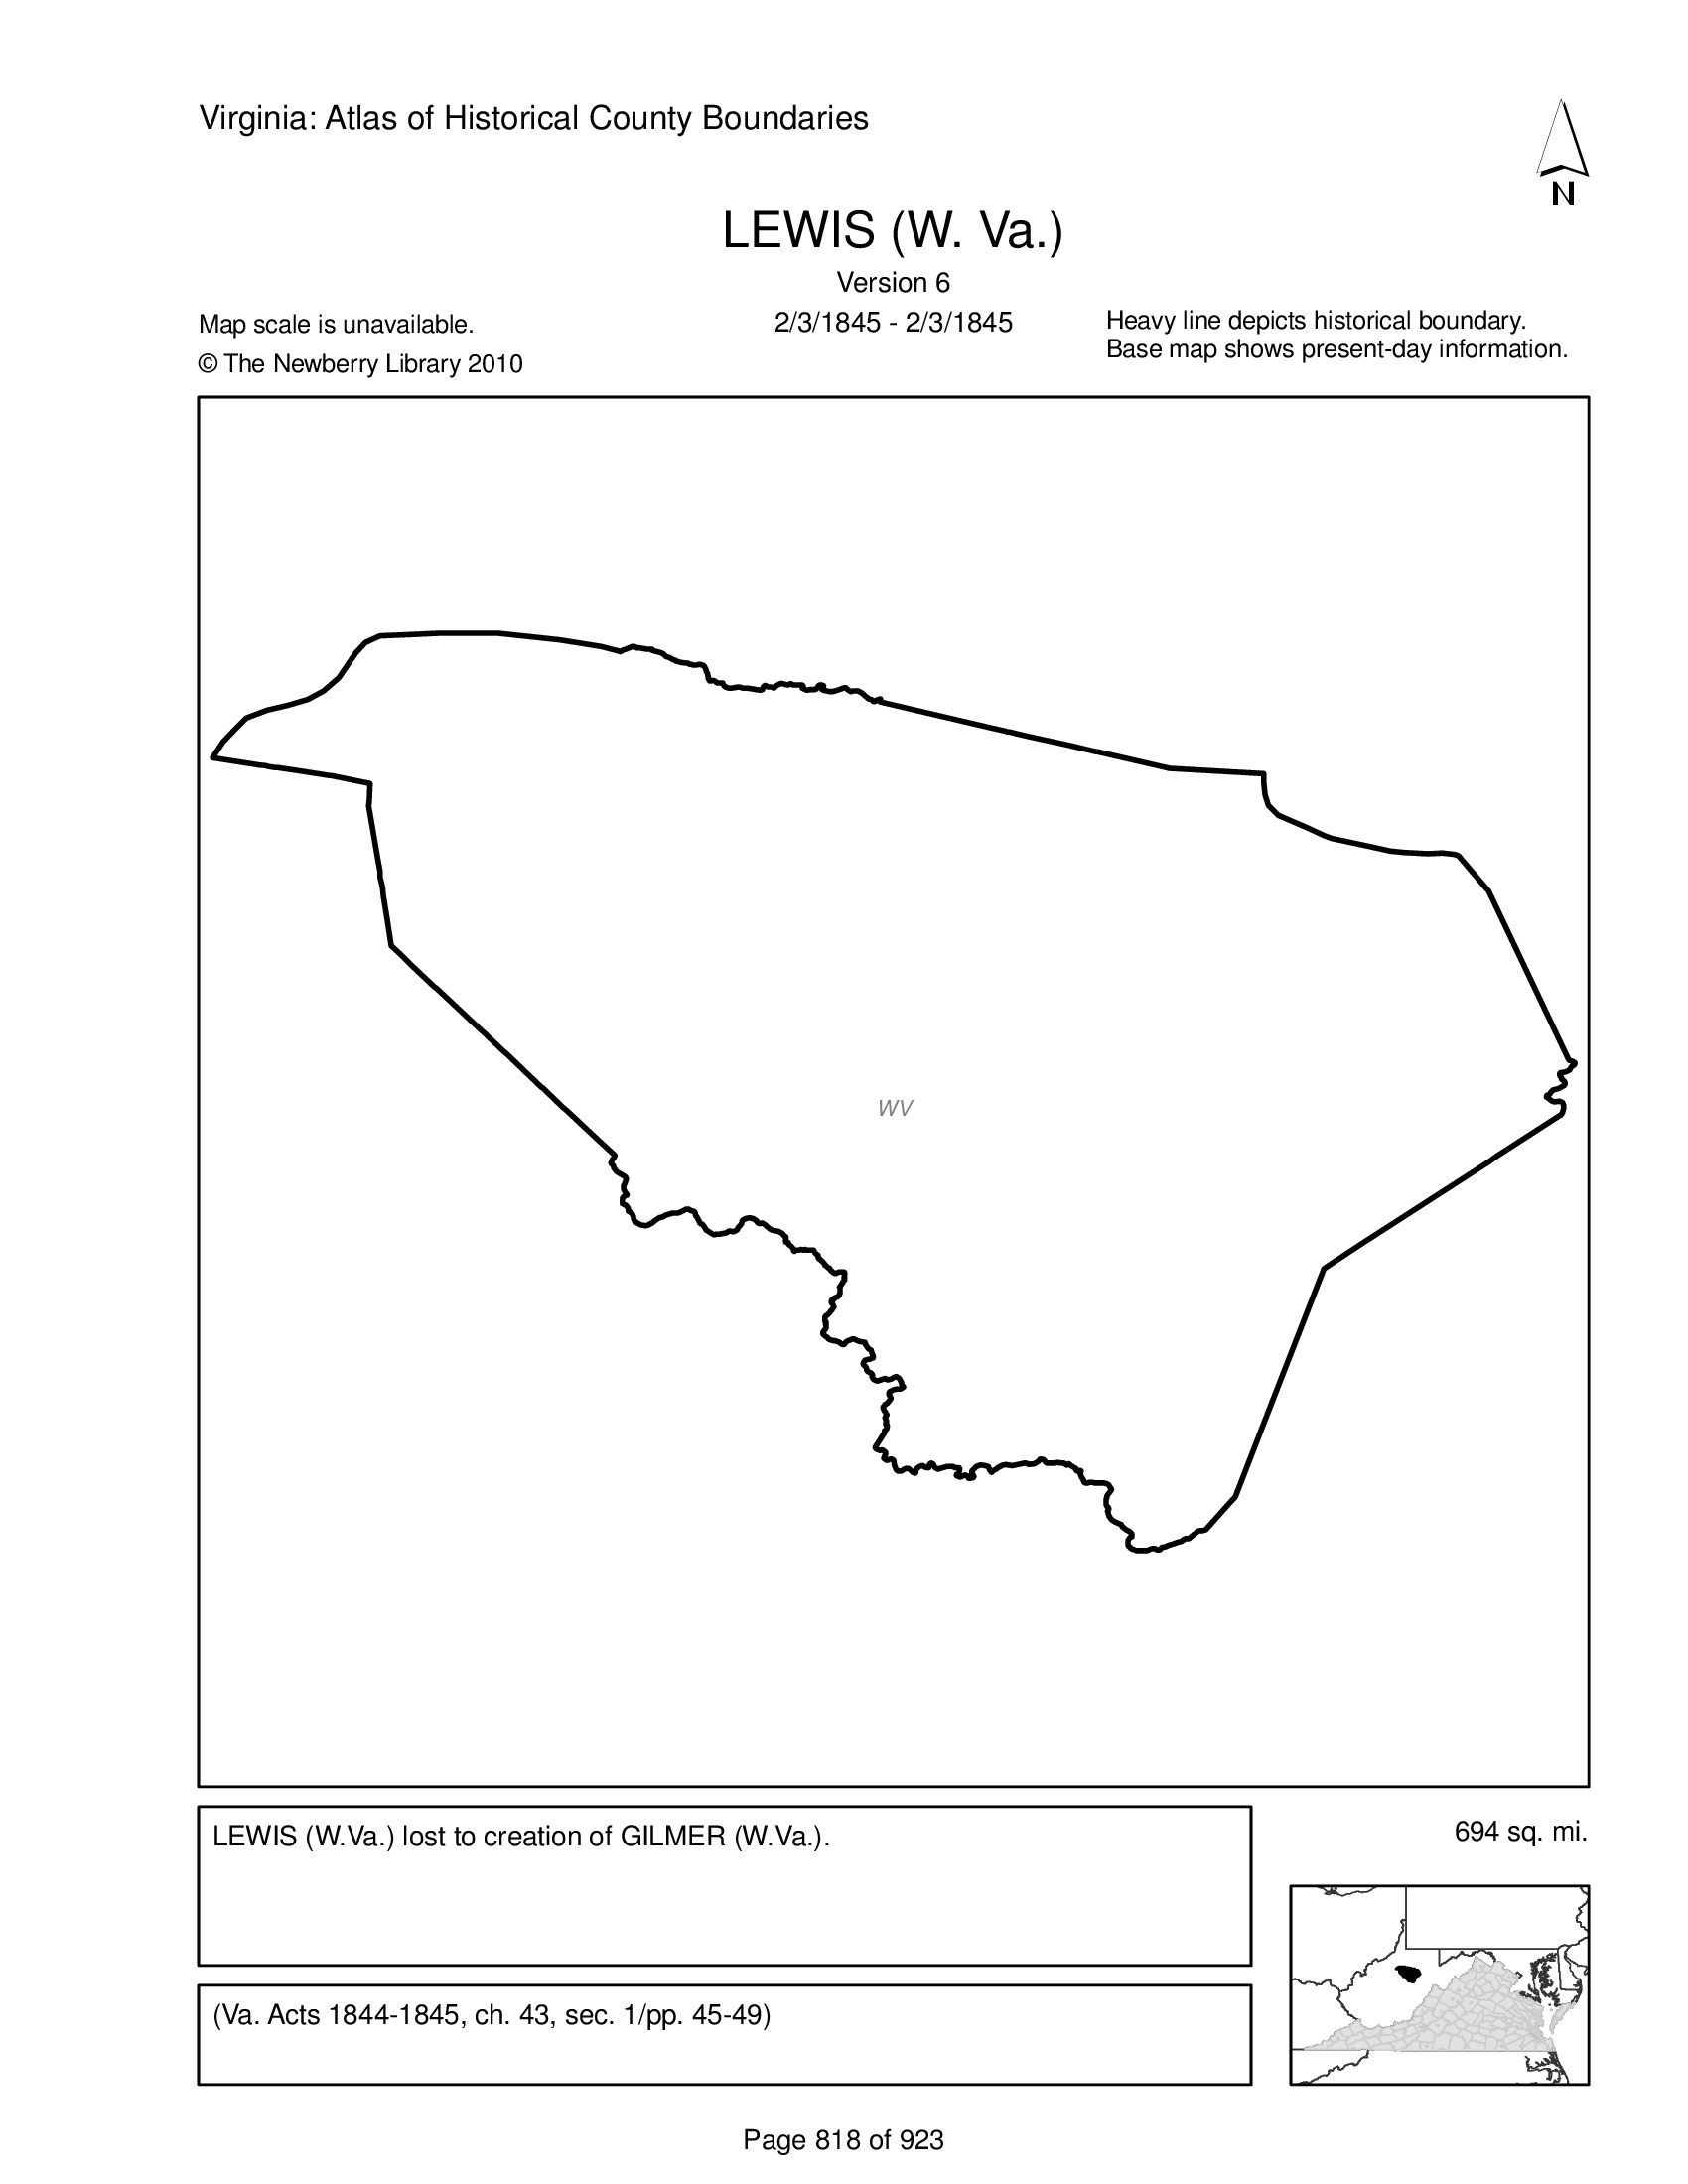 Virginia: Atlas of Historical County Boundaries
N
LEWIS (W. Va.)
Version 6
2/3/1845 - 2/3/1845
Map scale is unavailable.
© The Newberry Library 2010
Heavy line depicts historical boundary.
Base map shows present-day information.
WV
LEWIS (W.Va.) lost to creation of GILMER (W.Va.).
694 sq. mi.
(Va. Acts 1844-1845, ch. 43, sec. 1/pp. 45-49)
Page 818 of 923